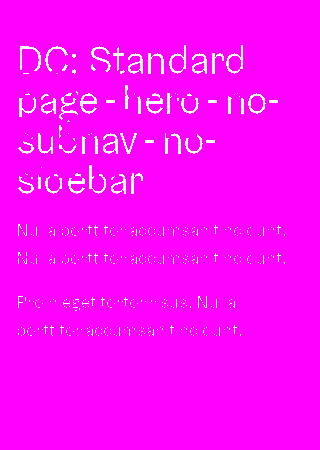 DC: Standard
page-hero-no-
subnav-no-
sidebar
Nulla porttitor accumsan tincidunt.
Nulla porttitor accumsan tincidunt.
Proin eget tortor risus. Nulla
porttitor accumsan tincidunt.